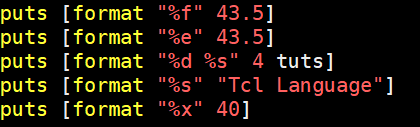 puts [format "%f" 43.5]
puts [format "%e" 43.5]
puts [format "%d %s" 4 tuts]
puts [format "%s" "Tcl Language"]
puts [format "%x" 40]